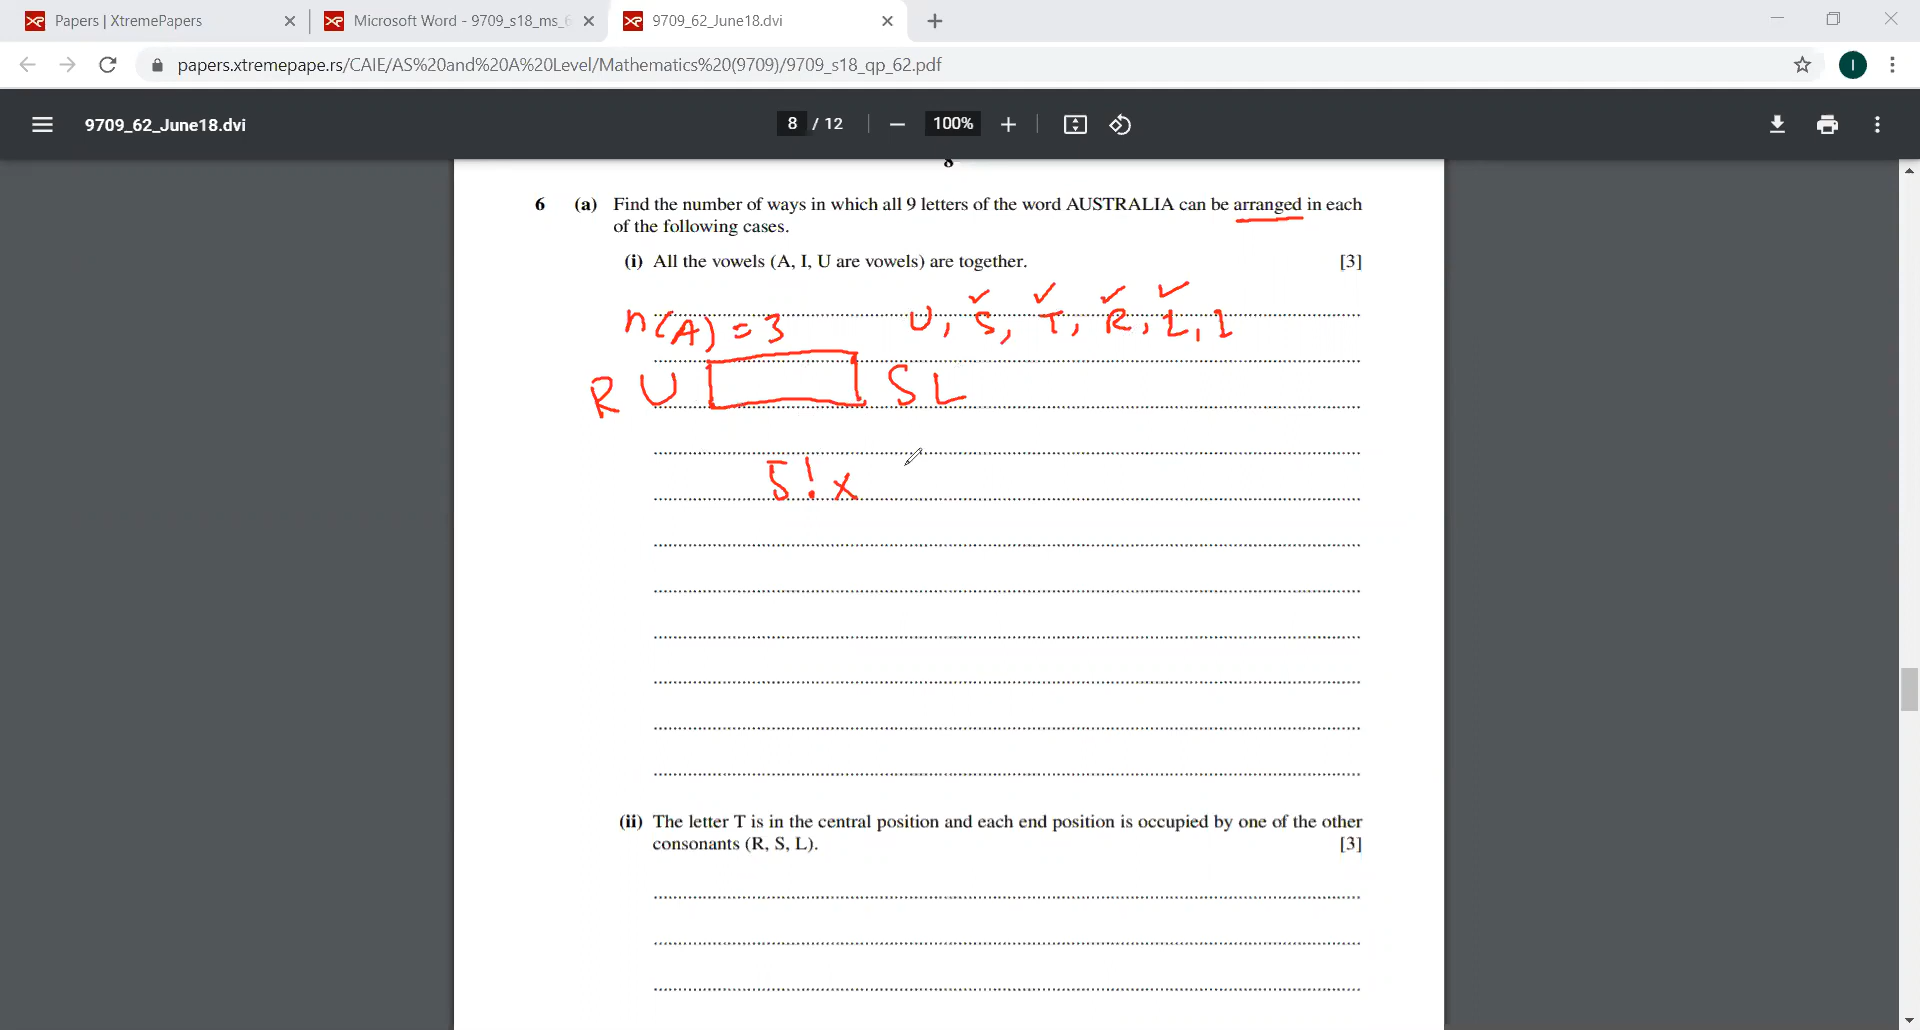 Papers | XtremePapers
Microsoft Word - 9709_s18_ms_6
9709_62_June18.dvi
papers.xtremepape.rs/CAIE/AS%20and%20A%20Level/Mathematics%20(9709)/9709_s18_qp_62.pdf
I
9709_62_June18.dvi
8 / 12
100%
8
6 (a) Find the number of ways in which all 9 letters of the word AUSTRALIA can be arranged in each
of the following cases.
(i) All the vowels (A, I, U are vowels) are together. [3]
n(A) = 3 U, S, T, R, L, I
R U S L
5! x
(ii) The letter T is in the central position and each end position is occupied by one of the other
consonants (R, S, L). [3]